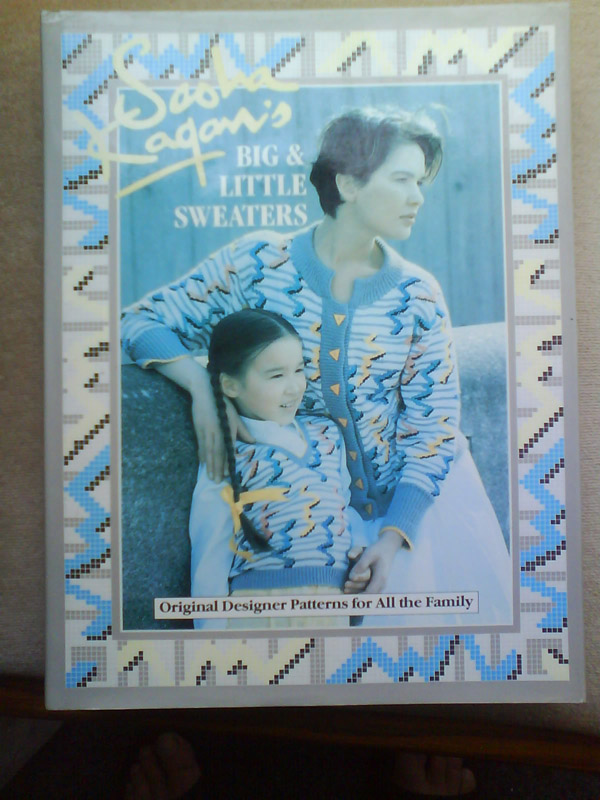 Sasha
Kagan's
BIG &
LITTLE
SWEATERS
Original Designer Patterns for All the Family